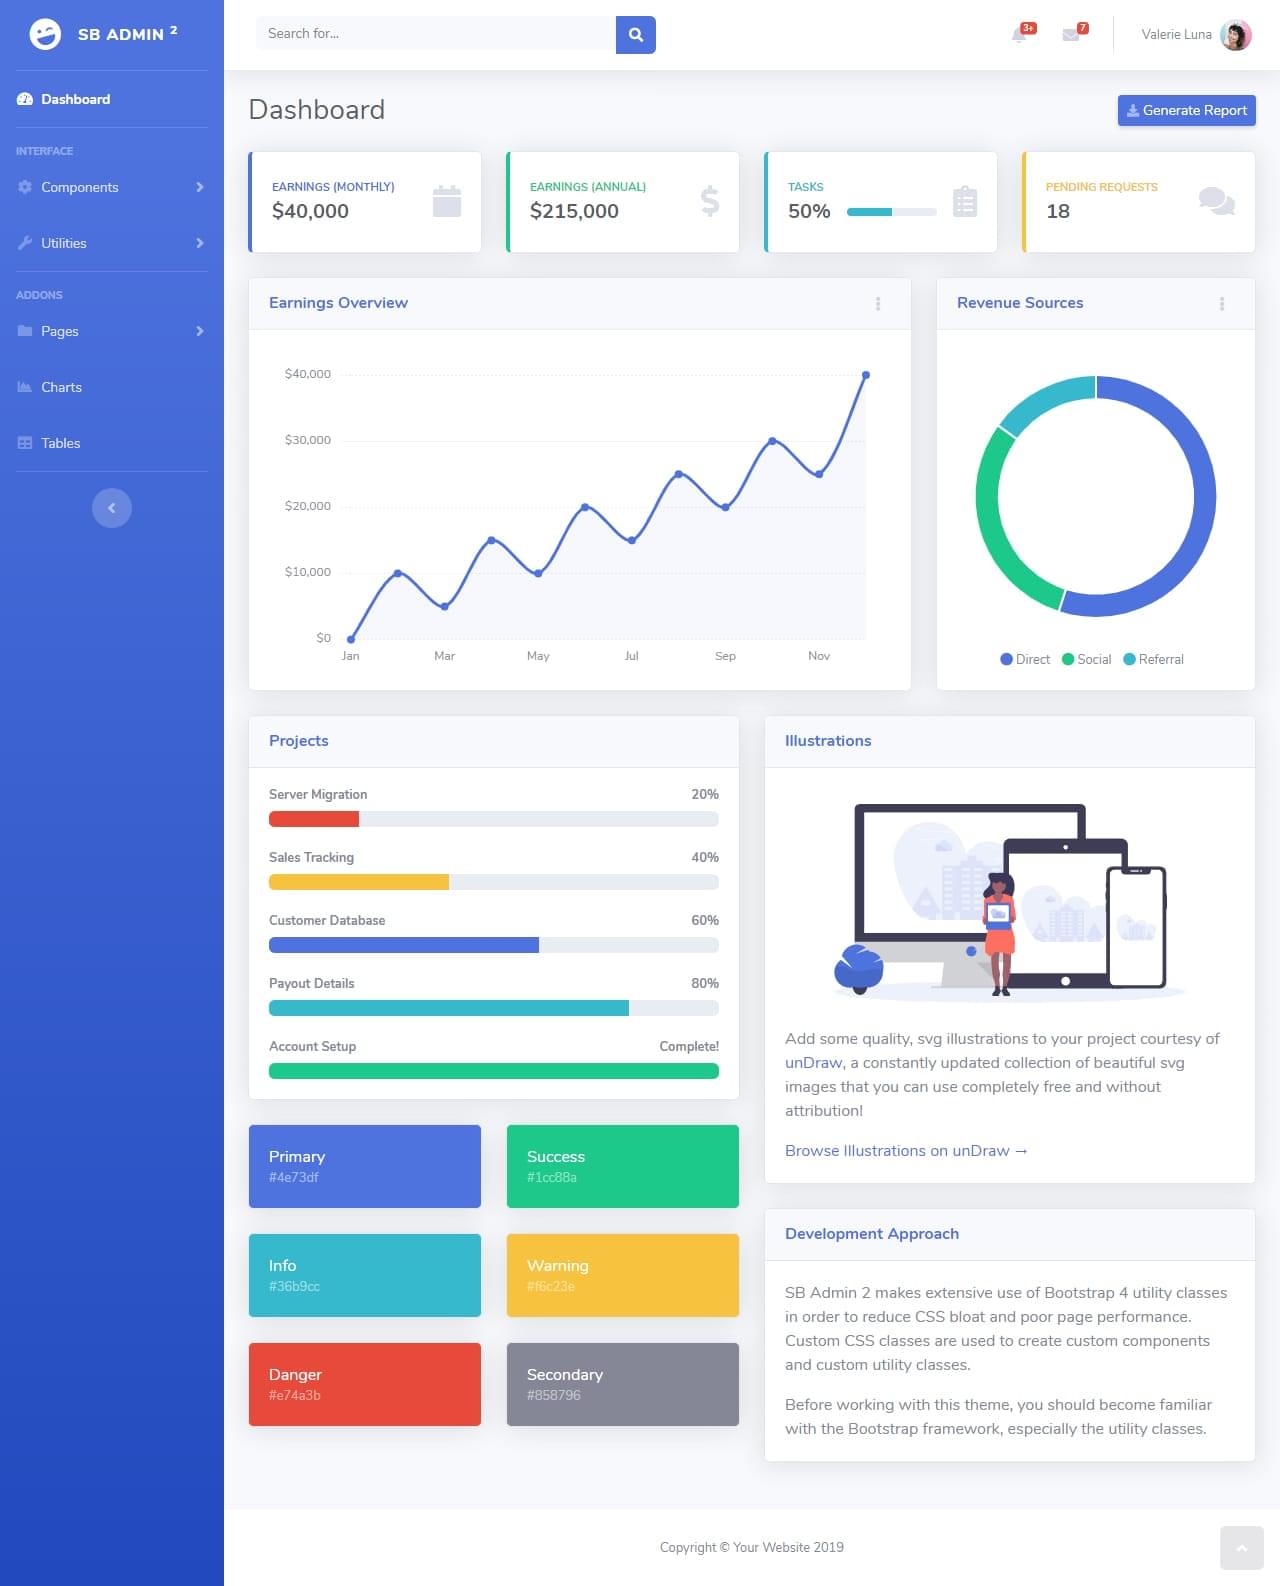 SB ADMIN 2
Search for...
3+
7
Valerie Luna
Dashboard
INTERFACE
Components
Utilities
ADDONS
Pages
Charts
Tables
Dashboard
Generate Report
EARNINGS (MONTHLY)
$40,000
EARNINGS (ANNUAL)
$215,000
TASKS
50%
PENDING REQUESTS
18
Earnings Overview
$40,000
$30,000
$20,000
$10,000
$0
Jan Mar May Jul Sep Nov
Revenue Sources
Direct Social Referral
Projects
Server Migration 20%
Sales Tracking 40%
Customer Database 60%
Payout Details 80%
Account Setup Complete!
Primary
#4e73df
Success
#1cc88a
Info
#36b9cc
Warning
#f6c23e
Danger
#e74a3b
Secondary
#858796
Illustrations
Add some quality, svg illustrations to your project courtesy of
unDraw, a constantly updated collection of beautiful svg
images that you can use completely free and without
attribution!
Browse Illustrations on unDraw →
Development Approach
SB Admin 2 makes extensive use of Bootstrap 4 utility classes
in order to reduce CSS bloat and poor page performance.
Custom CSS classes are used to create custom components
and custom utility classes.
Before working with this theme, you should become familiar
with the Bootstrap framework, especially the utility classes.
Copyright © Your Website 2019